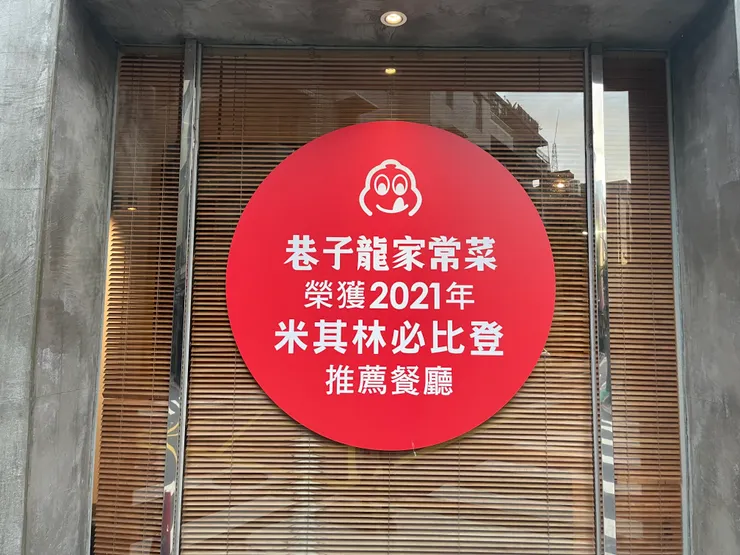 巷子龍家常菜
榮獲2021年
米其林必比登
推薦餐廳